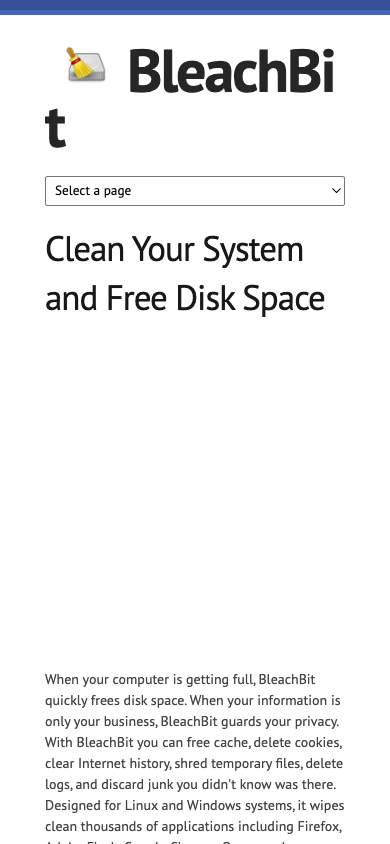 BleachBi
t
Select a page
Clean Your System
and Free Disk Space
When your computer is getting full, BleachBit
quickly frees disk space. When your information is
only your business, BleachBit guards your privacy.
With BleachBit you can free cache, delete cookies,
clear Internet history, shred temporary files, delete
logs, and discard junk you didn't know was there.
Designed for Linux and Windows systems, it wipes
clean thousands of applications including Firefox,